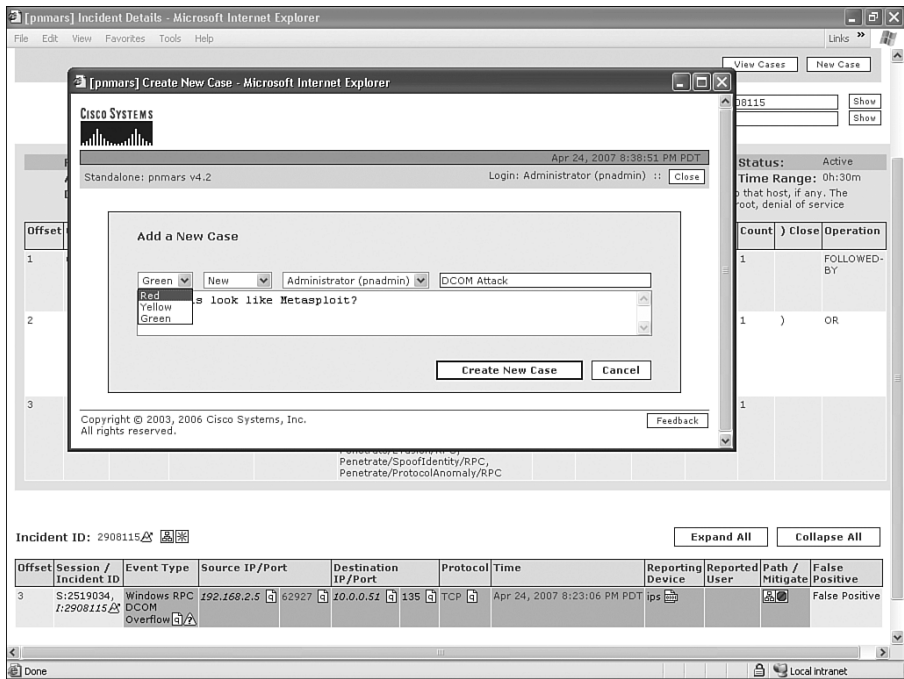 [pnmars] Incident Details - Microsoft Internet Explorer
File Edit View Favorites Tools Help
Links »
View Cases New Case
[pnmars] Create New Case - Microsoft Internet Explorer
CISCO SYSTEMS
08115 Show
Show
Apr 24, 2007 8:38:51 PM PDT
Standalone: pnmars v4.2
Login: Administrator (pnadmin) :: Close
Status: Active
Time Range: 0h:30m
that host, if any. The
root, denial of service
Add a New Case
Offset
Count ) Close Operation
Green New Administrator (pnadmin) DCOM Attack
Red
Yellow
Green
look like Metasploit?
1
1 FOLLOWED-
BY
2
1 ) OR
Create New Case Cancel
3
1
Copyright © 2003, 2006 Cisco Systems, Inc.
All rights reserved.
Feedback
Penetrate/SpoofIdentity/RPC,
Penetrate/ProtocolAnomaly/RPC
Incident ID: 2908115
Expand All Collapse All
Offset Session / Incident ID Event Type Source IP/Port Destination IP/Port Protocol Time Reporting Device Reported User Path / Mitigate False Positive
3 S:2519034, I:2908115 Windows RPC DCOM Overflow q 192.168.2.5 q 62927 q 10.0.0.51 q 135 q TCP q Apr 24, 2007 8:23:06 PM PDT ips False Positive
Done
Local intranet